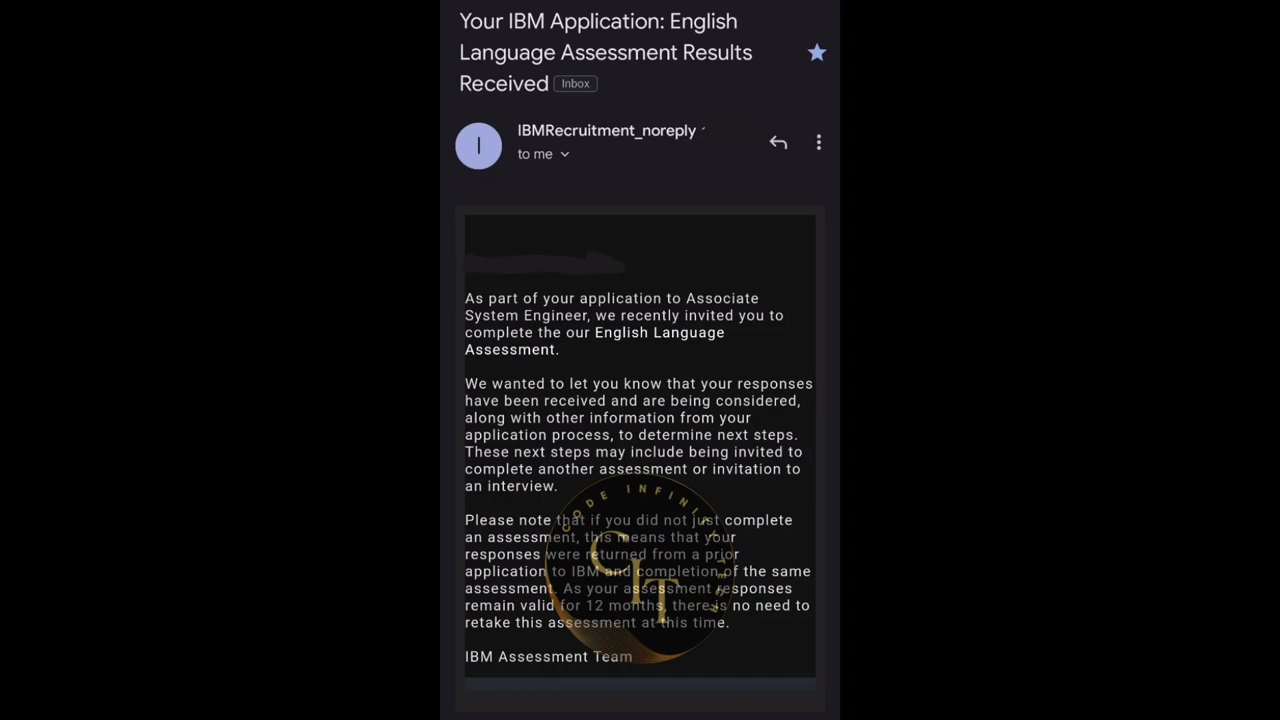 Your IBM Application: English
Language Assessment Results
Received Inbox
I
IBMRecruitment_noreply
to me
As part of your application to Associate
System Engineer, we recently invited you to
complete the our English Language
Assessment.
We wanted to let you know that your responses
have been received and are being considered,
along with other information from your
application process, to determine next steps.
These next steps may include being invited to
complete another assessment or invitation to
an interview.
Please note that if you did not just complete
an assessment, this means that your
responses were returned from a prior
application to IBM and completion of the same
assessment. As your assessment responses
remain valid for 12 months, there is no need to
retake this assessment at this time.
IBM Assessment Team
CODE INFINITY TECH
CIT